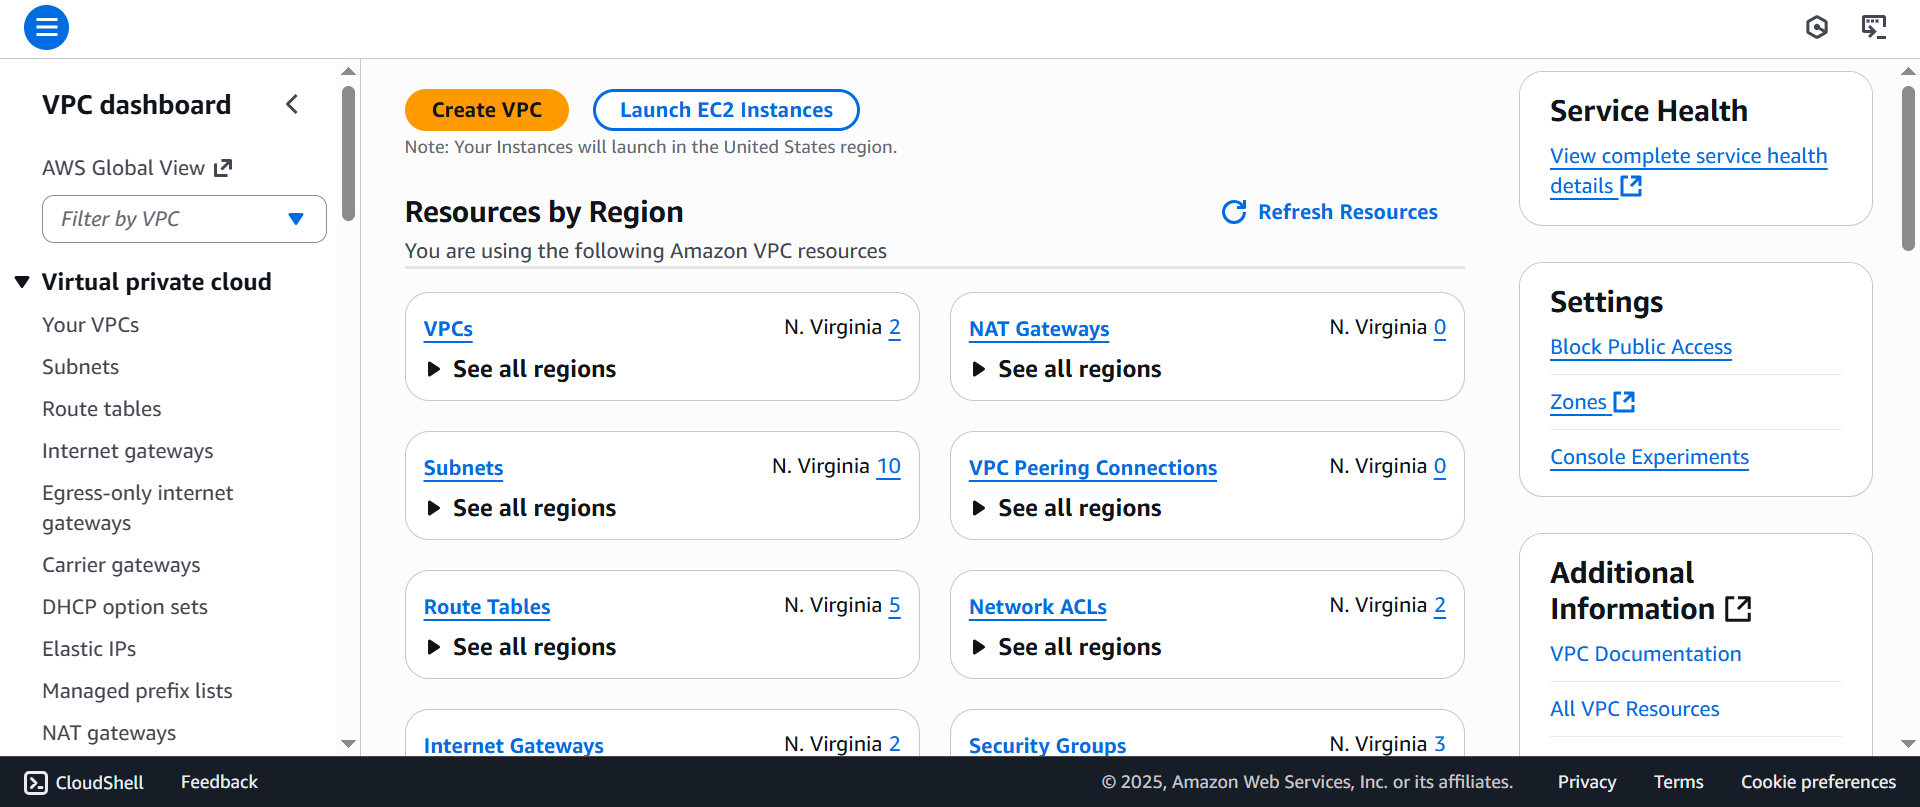 VPC dashboard
AWS Global View
Filter by VPC
Virtual private cloud
Your VPCs
Subnets
Route tables
Internet gateways
Egress-only internet
gateways
Carrier gateways
DHCP option sets
Elastic IPs
Managed prefix lists
NAT gateways
Create VPC
Launch EC2 Instances
Note: Your Instances will launch in the United States region.
Resources by Region
Refresh Resources
You are using the following Amazon VPC resources
VPCs N. Virginia 2
See all regions
NAT Gateways N. Virginia 0
See all regions
Subnets N. Virginia 10
See all regions
VPC Peering Connections N. Virginia 0
See all regions
Route Tables N. Virginia 5
See all regions
Network ACLs N. Virginia 2
See all regions
Internet Gateways N. Virginia 2
Security Groups N. Virginia 3
Service Health
View complete service health
details
Settings
Block Public Access
Zones
Console Experiments
Additional
Information
VPC Documentation
All VPC Resources
CloudShell Feedback © 2025, Amazon Web Services, Inc. or its affiliates. Privacy Terms Cookie preferences